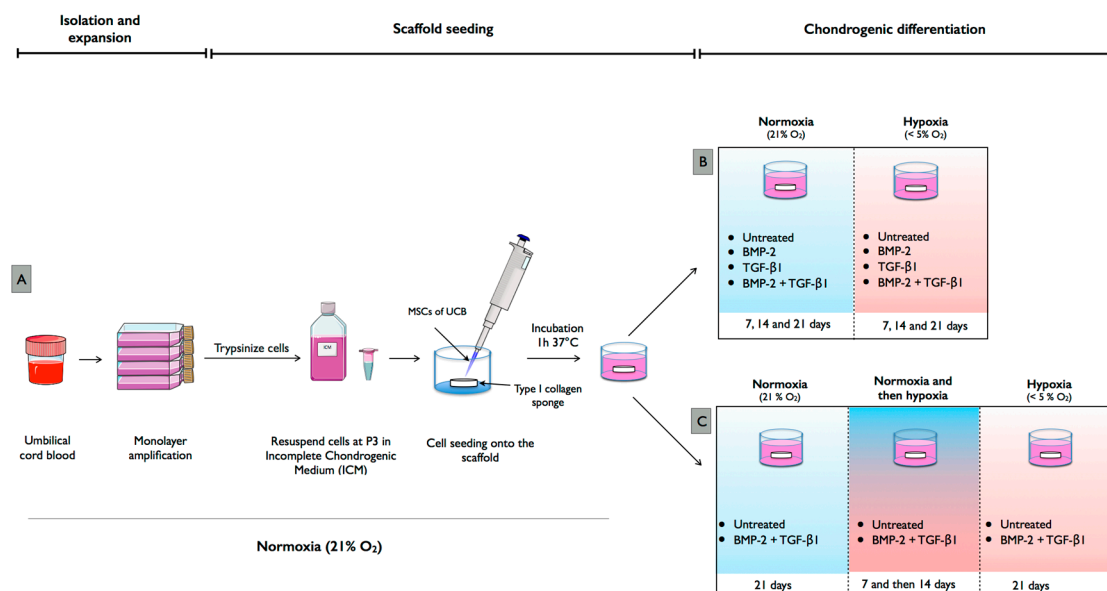 Isolation and
expansion
Scaffold seeding
Chondrogenic differentiation
A
Umbilical
cord blood
Monolayer
amplification
Trypsinize cells
ICM
Resuspend cells at P3 in
Incomplete Chondrogenic
Medium (ICM)
MSCs of UCB
Type I collagen
sponge
Cell seeding onto the
scaffold
Incubation
1h 37°C
Normoxia (21% O₂)
B
Normoxia
(21% O₂)
• Untreated
• BMP-2
• TGF-β1
• BMP-2 + TGF-β1
7, 14 and 21 days
Hypoxia
(< 5% O₂)
• Untreated
• BMP-2
• TGF-β1
• BMP-2 + TGF-β1
7, 14 and 21 days
C
Normoxia
(21 % O₂)
• Untreated
• BMP-2 + TGF-β1
21 days
Normoxia and
then hypoxia
• Untreated
• BMP-2 + TGF-β1
7 and then 14 days
Hypoxia
(< 5 % O₂)
• Untreated
• BMP-2 + TGF-β1
21 days